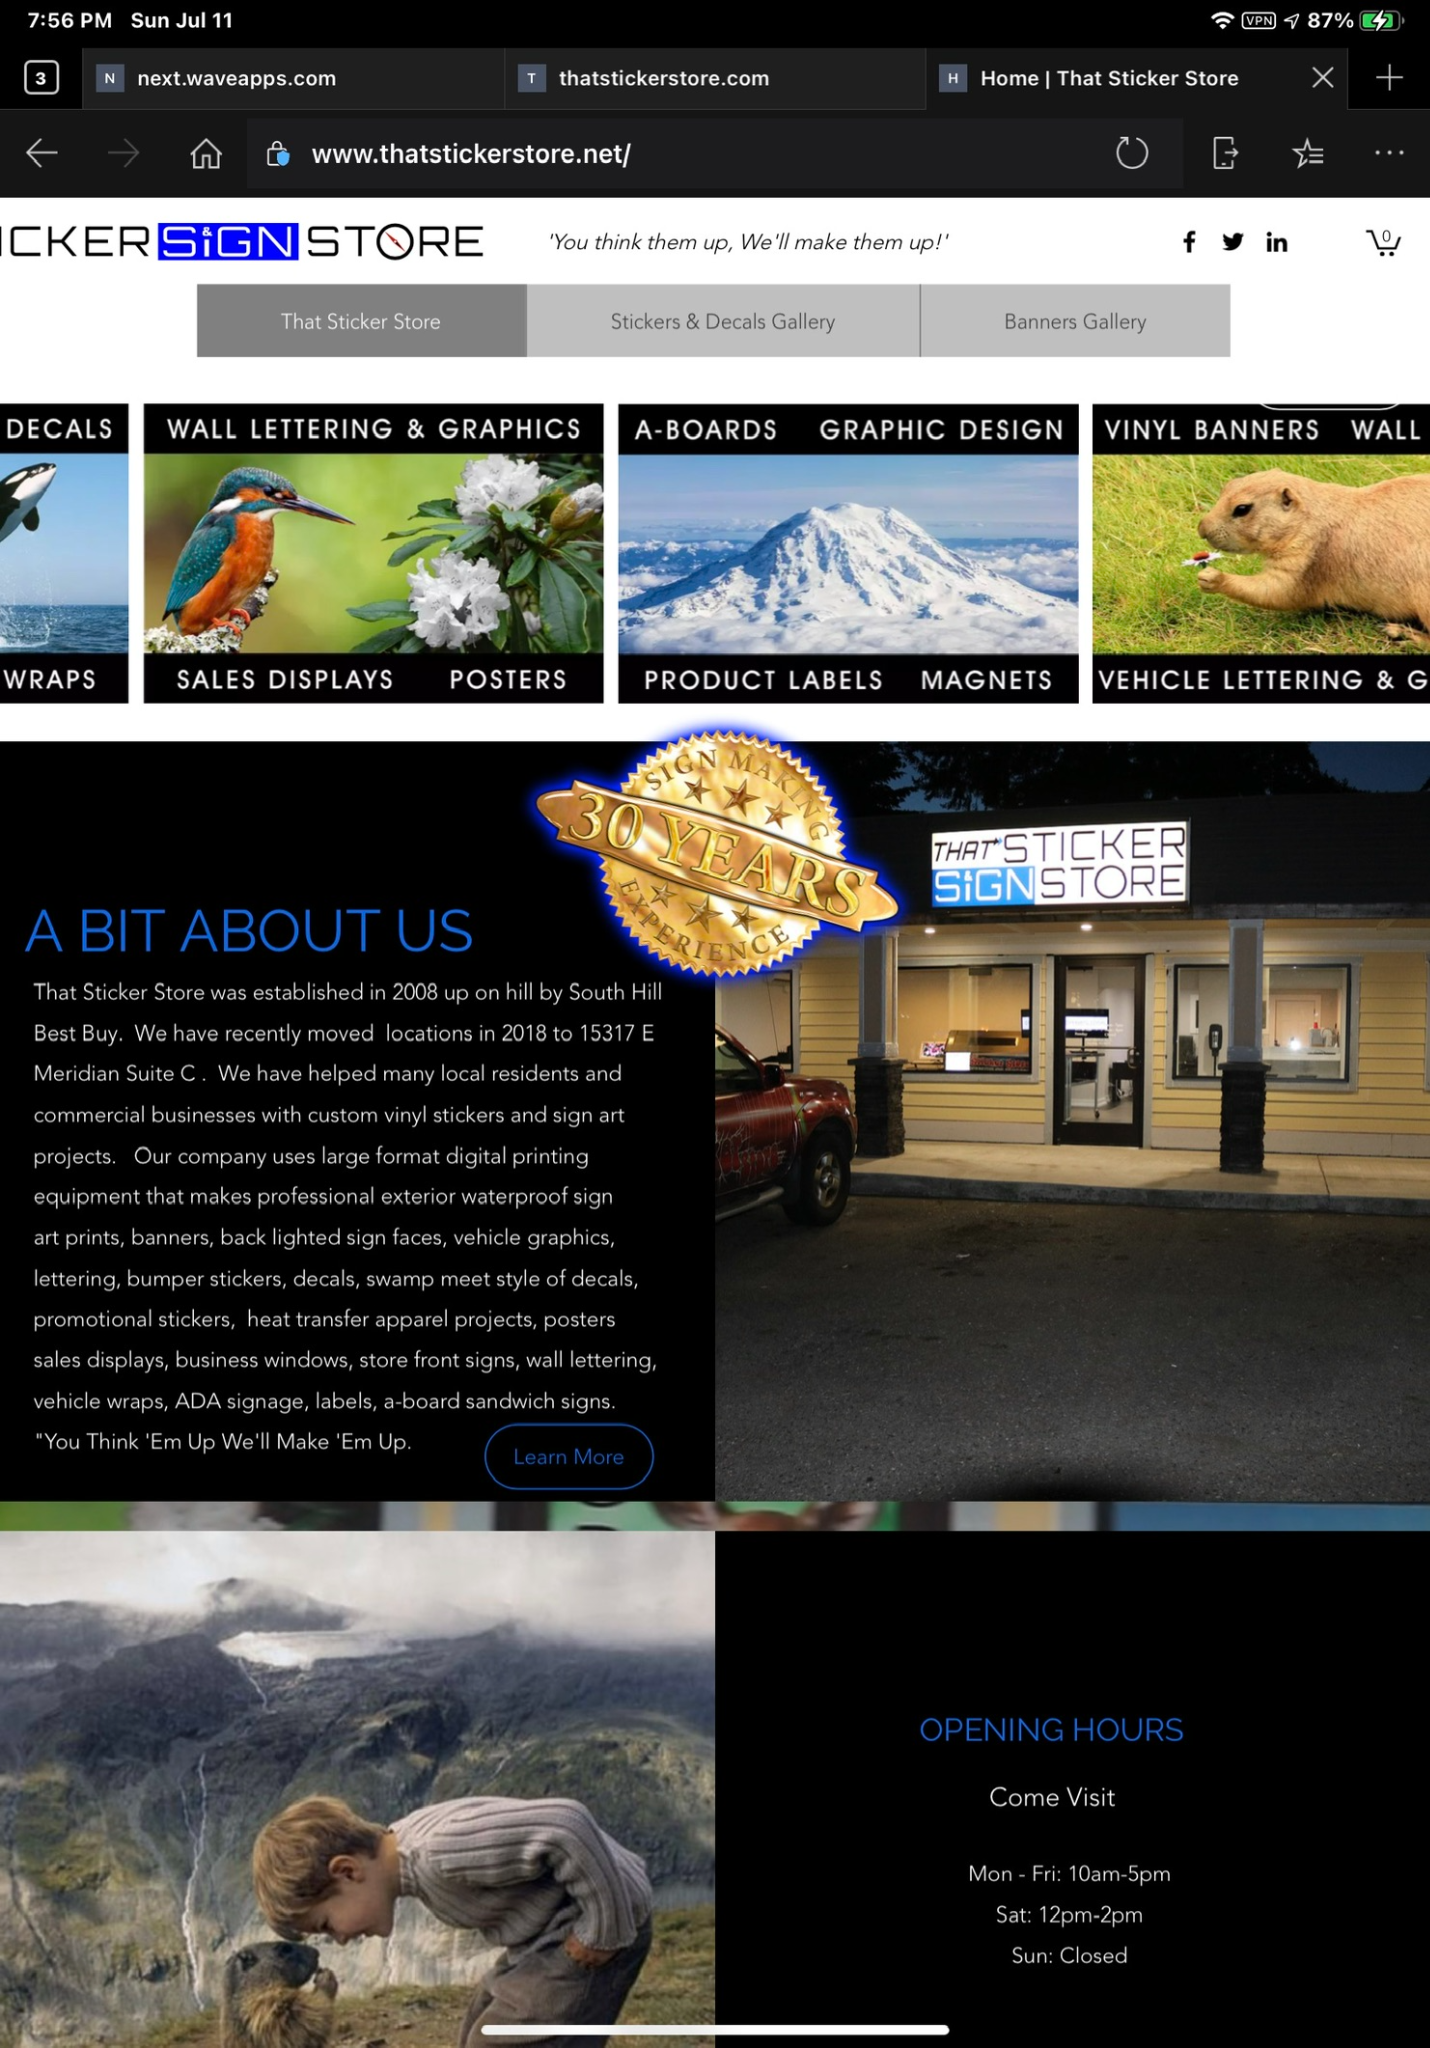 7:56 PM Sun Jul 11
VPN 87%
3 N next.waveapps.com T thatstickerstore.com H Home | That Sticker Store
www.thatstickerstore.net/
ICKER SiGN & STORE 'You think them up, We'll make them up!' f in 0
That Sticker Store Stickers & Decals Gallery Banners Gallery
DECALS WALL LETTERING & GRAPHICS A-BOARDS GRAPHIC DESIGN VINYL BANNERS WALL
WRAPS SALES DISPLAYS POSTERS PRODUCT LABELS MAGNETS VEHICLE LETTERING & G
SIGN MAKING
30 YEARS
EXPERIENCE
THAT STICKER
SiGN & STORE
A BIT ABOUT US
That Sticker Store was established in 2008 up on hill by South Hill
Best Buy. We have recently moved locations in 2018 to 15317 E
Meridian Suite C . We have helped many local residents and
commercial businesses with custom vinyl stickers and sign art
projects. Our company uses large format digital printing
equipment that makes professional exterior waterproof sign
art prints, banners, back lighted sign faces, vehicle graphics,
lettering, bumper stickers, decals, swamp meet style of decals,
promotional stickers, heat transfer apparel projects, posters
sales displays, business windows, store front signs, wall lettering,
vehicle wraps, ADA signage, labels, a-board sandwich signs.
"You Think 'Em Up We'll Make 'Em Up.
Learn More
OPENING HOURS
Come Visit
Mon - Fri: 10am-5pm
Sat: 12pm-2pm
Sun: Closed